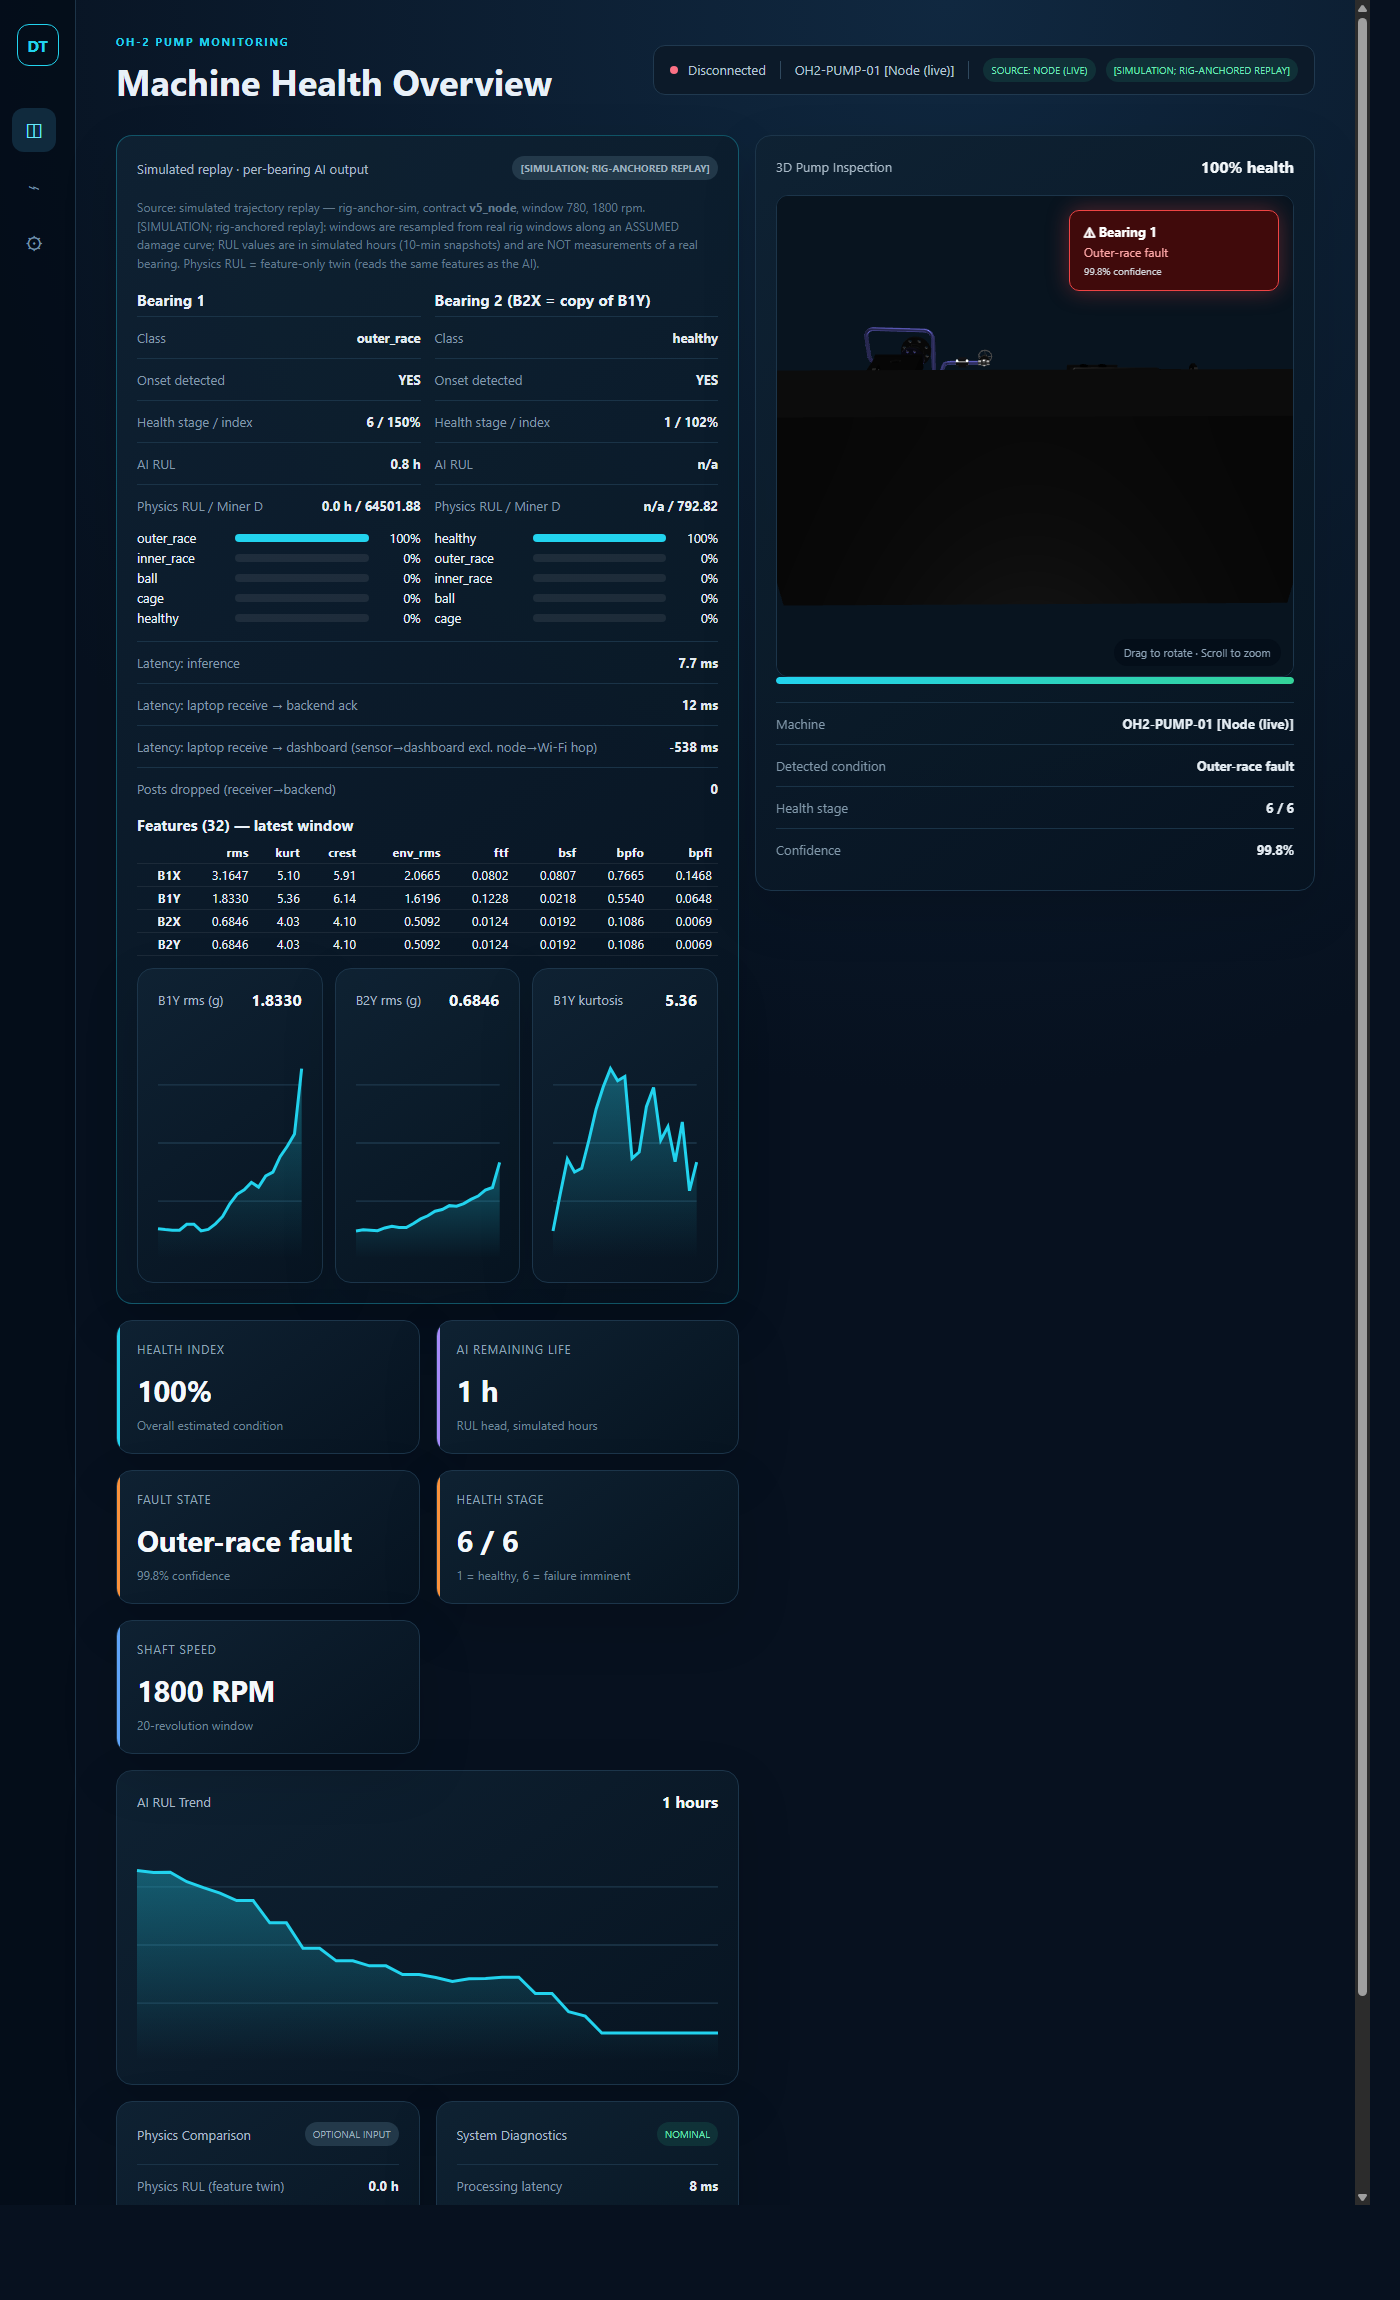 DT
OH-2 PUMP MONITORING
Machine Health Overview
Disconnected
OH2-PUMP-01 [Node (live)]
SOURCE: NODE (LIVE)
[SIMULATION; RIG-ANCHORED REPLAY]
Simulated replay · per-bearing AI output
[SIMULATION; RIG-ANCHORED REPLAY]
Source: simulated trajectory replay — rig-anchor-sim, contract v5_node, window 780, 1800 rpm.
[SIMULATION; rig-anchored replay]: windows are resampled from real rig windows along an ASSUMED
damage curve; RUL values are in simulated hours (10-min snapshots) and are NOT measurements of a real
bearing. Physics RUL = feature-only twin (reads the same features as the AI).
Bearing 1
Class outer_race
Onset detected YES
Health stage / index 6 / 150%
AI RUL 0.8 h
Physics RUL / Miner D 0.0 h / 64501.88
outer_race 100%
inner_race 0%
ball 0%
cage 0%
healthy 0%
Bearing 2 (B2X = copy of B1Y)
Class healthy
Onset detected YES
Health stage / index 1 / 102%
AI RUL n/a
Physics RUL / Miner D n/a / 792.82
healthy 100%
outer_race 0%
inner_race 0%
ball 0%
cage 0%
Latency: inference 7.7 ms
Latency: laptop receive → backend ack 12 ms
Latency: laptop receive → dashboard (sensor→dashboard excl. node→Wi-Fi hop) -538 ms
Posts dropped (receiver→backend) 0
Features (32) — latest window
rms kurt crest env_rms ftf bsf bpfo bpfi
B1X 3.1647 5.10 5.91 2.0665 0.0802 0.0807 0.7665 0.1468
B1Y 1.8330 5.36 6.14 1.6196 0.1228 0.0218 0.5540 0.0648
B2X 0.6846 4.03 4.10 0.5092 0.0124 0.0192 0.1086 0.0069
B2Y 0.6846 4.03 4.10 0.5092 0.0124 0.0192 0.1086 0.0069
B1Y rms (g) 1.8330
B2Y rms (g) 0.6846
B1Y kurtosis 5.36
HEALTH INDEX
100%
Overall estimated condition
AI REMAINING LIFE
1 h
RUL head, simulated hours
FAULT STATE
Outer-race fault
99.8% confidence
HEALTH STAGE
6 / 6
1 = healthy, 6 = failure imminent
SHAFT SPEED
1800 RPM
20-revolution window
AI RUL Trend 1 hours
Physics Comparison OPTIONAL INPUT
Physics RUL (feature twin) 0.0 h
System Diagnostics NOMINAL
Processing latency 8 ms
3D Pump Inspection 100% health
⚠ Bearing 1
Outer-race fault
99.8% confidence
Drag to rotate · Scroll to zoom
Machine OH2-PUMP-01 [Node (live)]
Detected condition Outer-race fault
Health stage 6 / 6
Confidence 99.8%